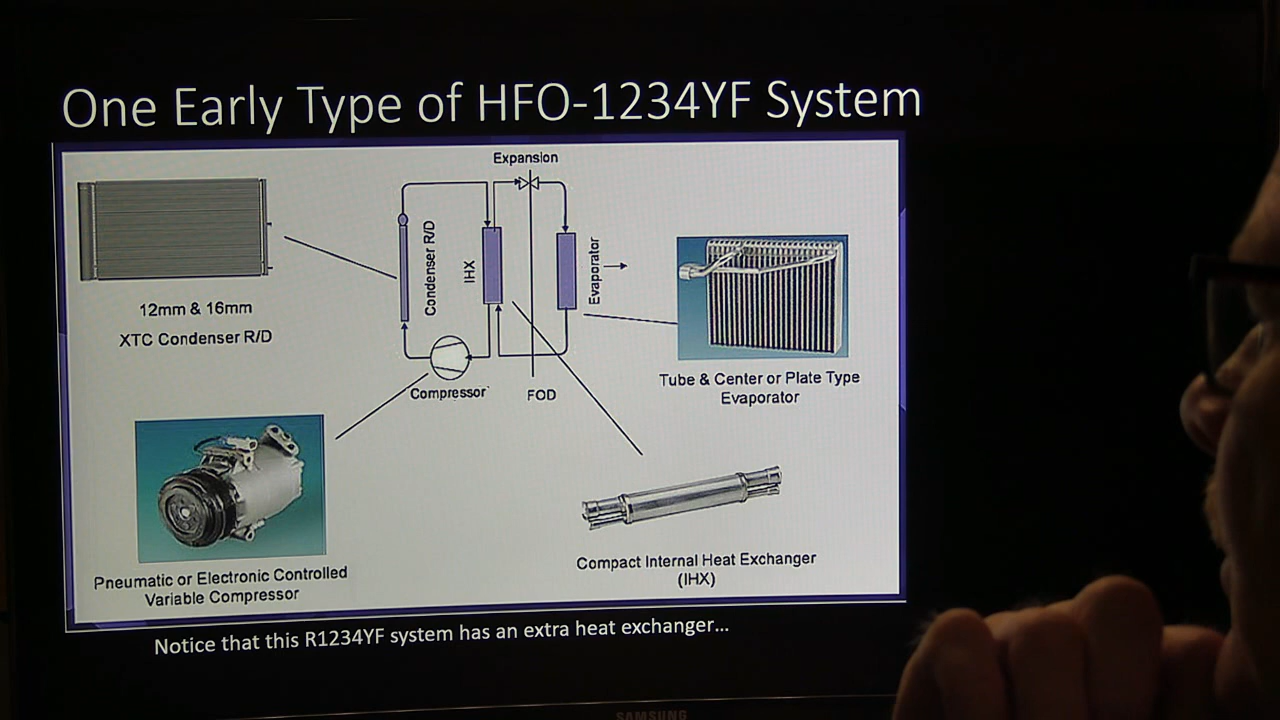 One Early Type of HFO-1234YF System
Expansion
Condenser R/D
IHX
Evaporator
12mm & 16mm
XTC Condenser R/D
Compressor
FOD
Tube & Center or Plate Type
Evaporator
Pneumatic or Electronic Controlled
Variable Compressor
Compact Internal Heat Exchanger
(IHX)
Notice that this R1234YF system has an extra heat exchanger...
SAMSUNG